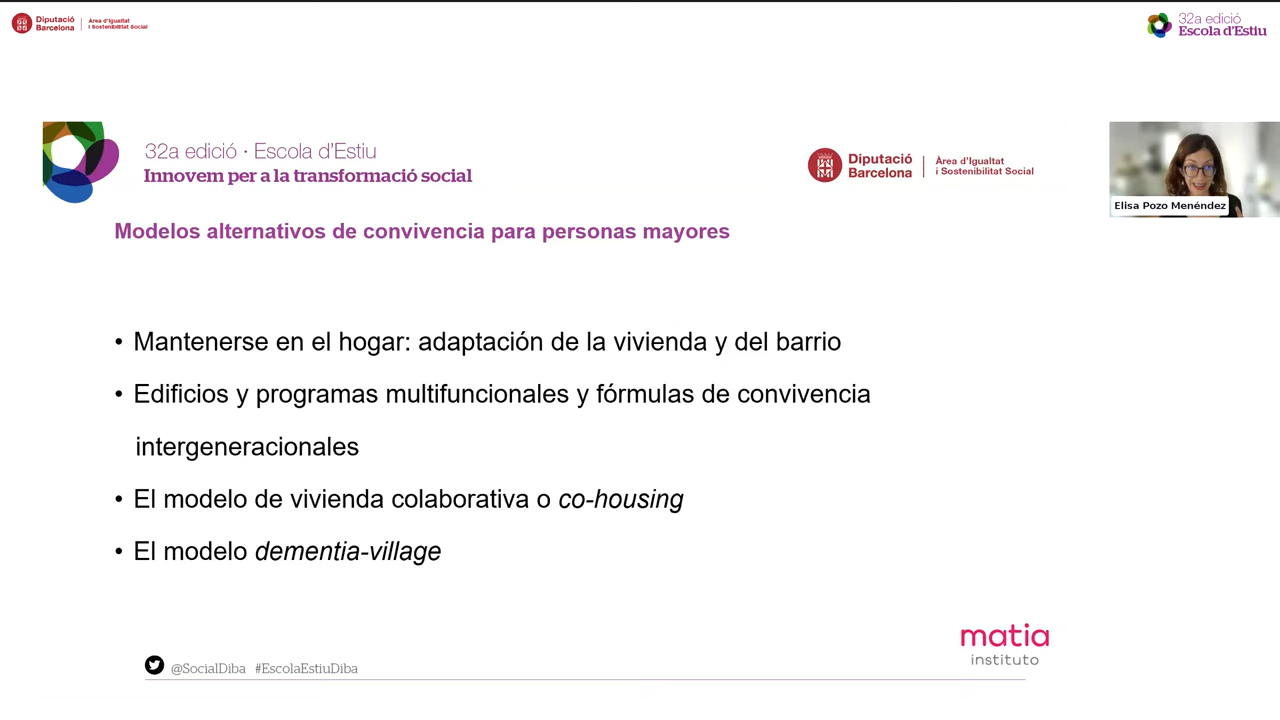 Diputació
Barcelona
Àrea d'Igualtat
i Sostenibilitat Social
32a edició
Escola d'Estiu
32a edició · Escola d'Estiu
Innovem per a la transformació social
Diputació
Barcelona
Àrea d'Igualtat
i Sostenibilitat Social
Elisa Pozo Menéndez
Modelos alternativos de convivencia para personas mayores
• Mantenerse en el hogar: adaptación de la vivienda y del barrio
• Edificios y programas multifuncionales y fórmulas de convivencia
intergeneracionales
• El modelo de vivienda colaborativa o co-housing
• El modelo dementia-village
matia
instituto
@SocialDiba #EscolaEstiuDiba